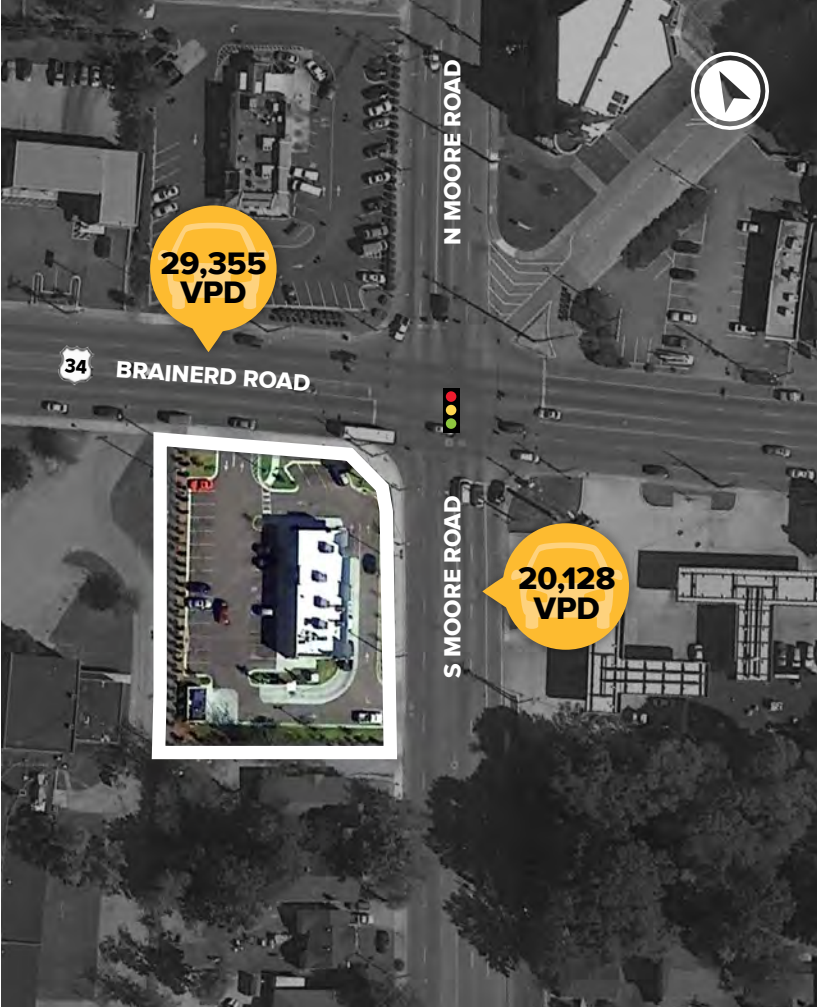 N MOORE ROAD
29,355
VPD
34
BRAINERD ROAD
S MOORE ROAD
20,128
VPD